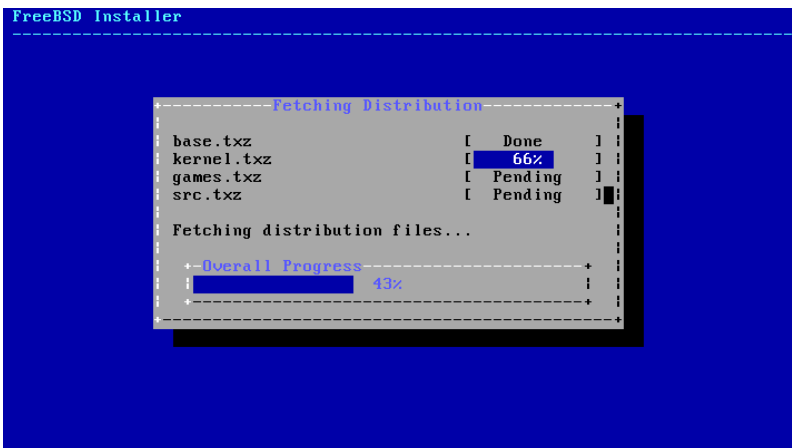 FreeBSD Installer
Fetching Distribution
base.txz [ Done ]
kernel.txz [ 66% ]
games.txz [ Pending ]
src.txz [ Pending ]
Fetching distribution files...
Overall Progress
43%